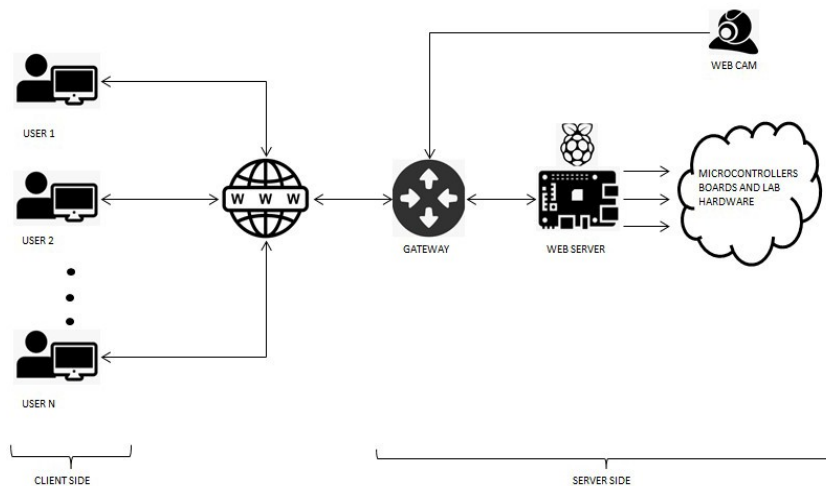 WEB CAM
USER 1
W W W
MICROCONTROLLERS
BOARDS AND LAB
HARDWARE
USER 2
GATEWAY
WEB SERVER
USER N
CLIENT SIDE
SERVER SIDE